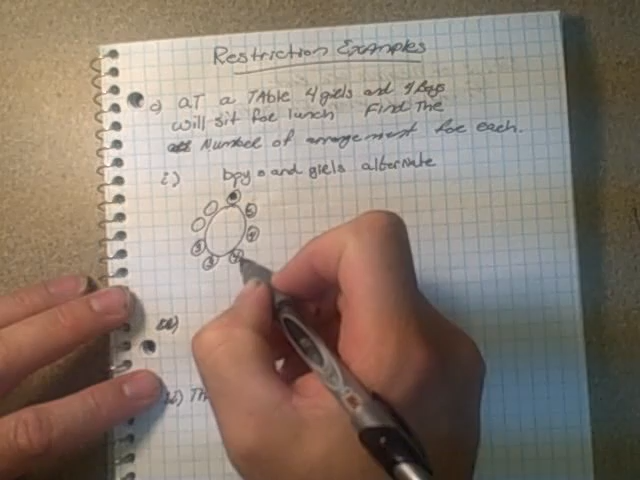 Restriction Examples
c) aT a TAble 4 girls and 4 Boys
will sit for lunch Find The
Number of arrangement for each.
i) boys and girls alternate
Th